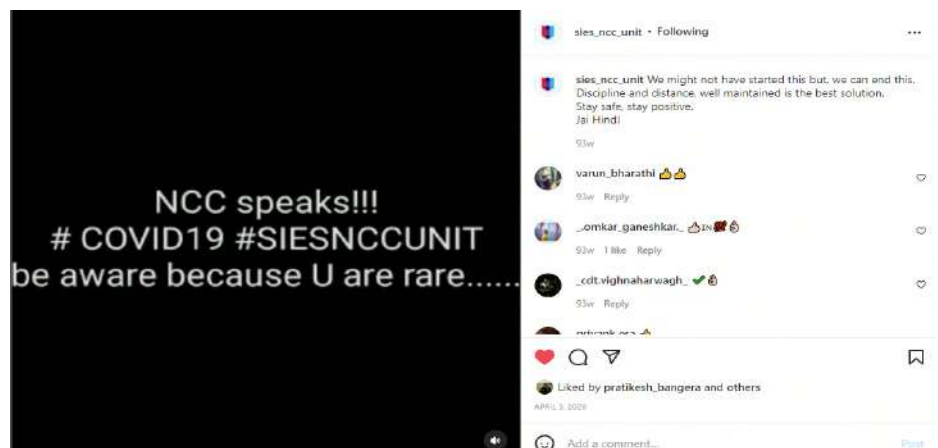 NCC speaks!!!
# COVID19 #SIESNCCUNIT
be aware because U are rare......
sies_ncc_unit • Following
sies_ncc_unit We might not have started this but, we can end this.
Discipline and distance, well maintained is the best solution.
Stay safe, stay positive.
Jai Hind!
93w
varun_bharathi 👍👍
93w Reply
_.omkar_ganeshkar._
93w 1 like Reply
_cdt.vighnaharwagh_
93w Reply
Liked by pratikesh_bangera and others
APRIL 3, 2020
Add a comment...
Post